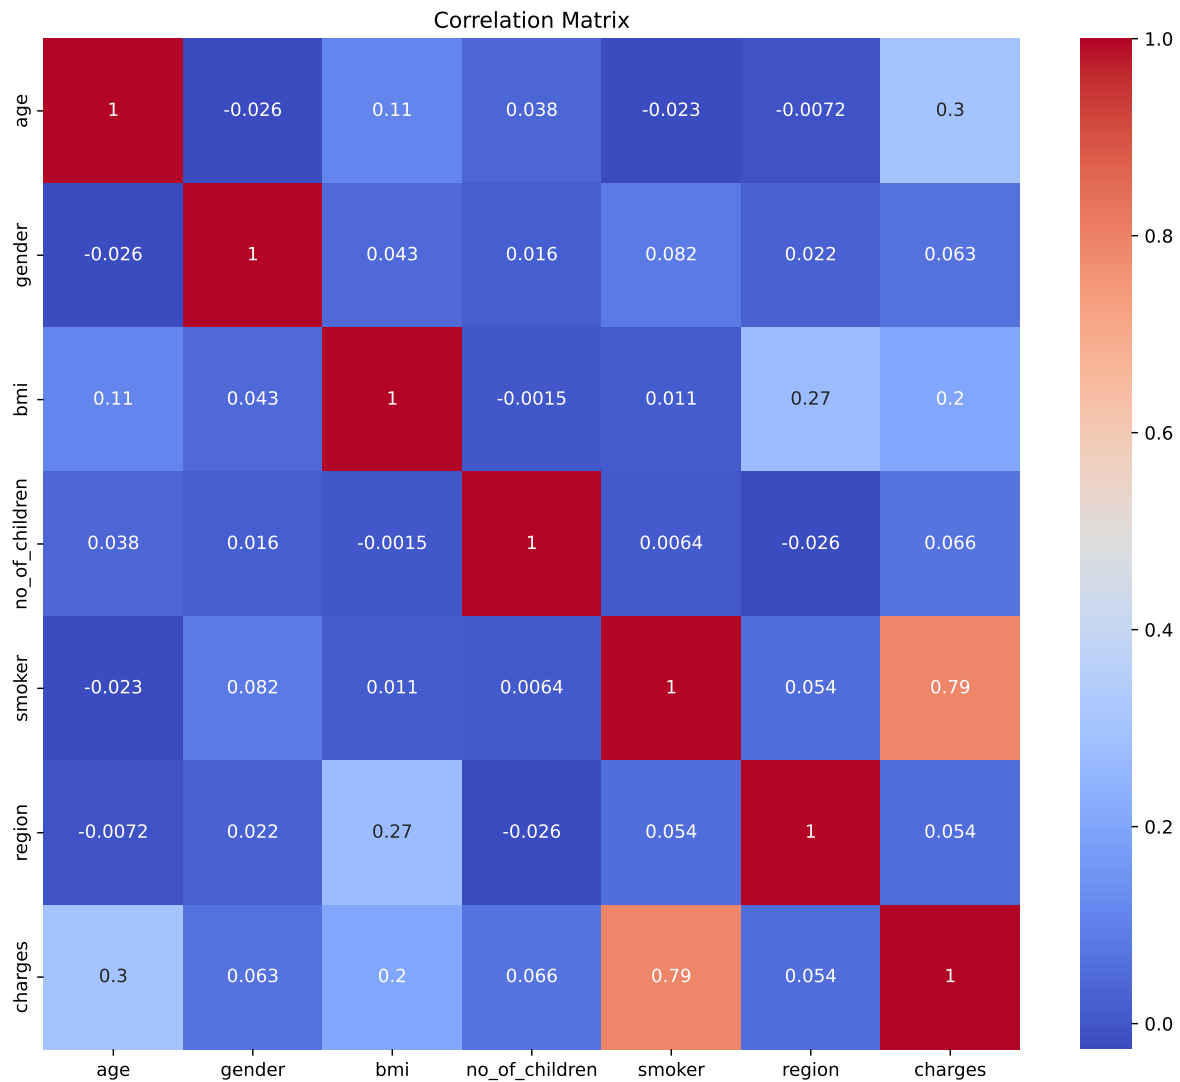 Correlation Matrix
age 1 -0.026 0.11 0.038 -0.023 -0.0072 0.3
gender -0.026 1 0.043 0.016 0.082 0.022 0.063
bmi 0.11 0.043 1 -0.0015 0.011 0.27 0.2
no_of_children 0.038 0.016 -0.0015 1 0.0064 -0.026 0.066
smoker -0.023 0.082 0.011 0.0064 1 0.054 0.79
region -0.0072 0.022 0.27 -0.026 0.054 1 0.054
charges 0.3 0.063 0.2 0.066 0.79 0.054 1
age gender bmi no_of_children smoker region charges
1.0
0.8
0.6
0.4
0.2
0.0